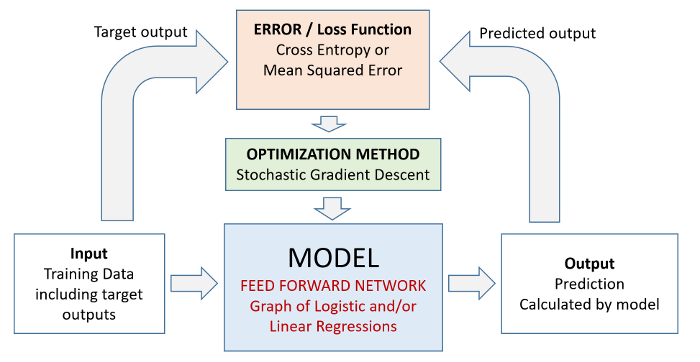 Target output
ERROR / Loss Function
Cross Entropy or
Mean Squared Error
Predicted output
OPTIMIZATION METHOD
Stochastic Gradient Descent
Input
Training Data
including target
outputs
MODEL
FEED FORWARD NETWORK
Graph of Logistic and/or
Linear Regressions
Output
Prediction
Calculated by model